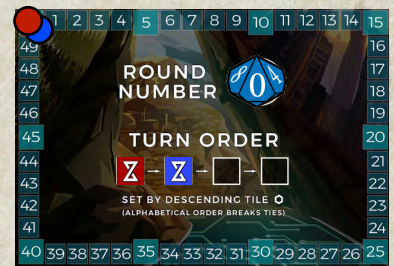 1 2 3 4 5 6 7 8 9 10 11 12 13 14 15
49 16
48 17
47 18
46 19
45 20
44 21
43 22
42 23
41 24
40 39 38 37 36 35 34 33 32 31 30 29 28 27 26 25
ROUND
NUMBER
8 0 4
TURN ORDER
SET BY DESCENDING TILE
(ALPHABETICAL ORDER BREAKS TIES)